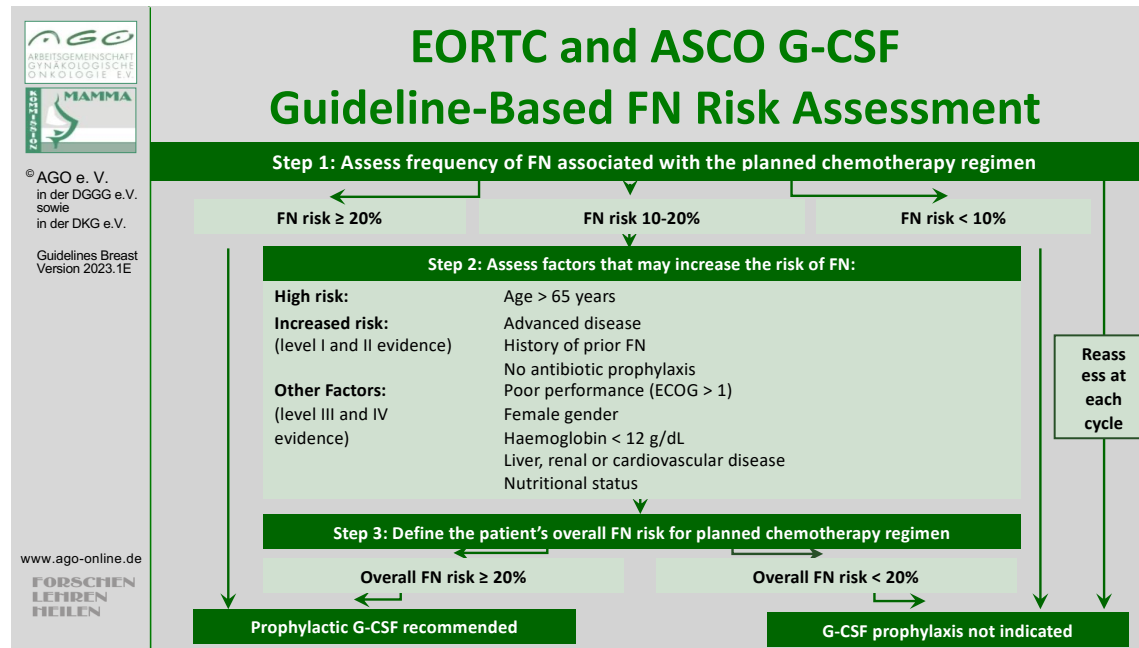 AGO
ARBEITSGEMEINSCHAFT
GYNÄKOLOGISCHE
ONKOLOGIE E.V.
KOMMISSION
MAMMA
© AGO e. V.
in der DGGG e.V.
sowie
in der DKG e.V.
Guidelines Breast
Version 2023.1E
www.ago-online.de
FORSCHEN
LEHREN
HEILEN
EORTC and ASCO G-CSF
Guideline-Based FN Risk Assessment
Step 1: Assess frequency of FN associated with the planned chemotherapy regimen
FN risk ≥ 20%
FN risk 10-20%
FN risk < 10%
Step 2: Assess factors that may increase the risk of FN:
High risk: Age > 65 years
Increased risk: Advanced disease
(level I and II evidence) History of prior FN
No antibiotic prophylaxis
Other Factors: Poor performance (ECOG > 1)
(level III and IV Female gender
evidence) Haemoglobin < 12 g/dL
Liver, renal or cardiovascular disease
Nutritional status
Reass
ess at
each
cycle
Step 3: Define the patient's overall FN risk for planned chemotherapy regimen
Overall FN risk ≥ 20%
Overall FN risk < 20%
Prophylactic G-CSF recommended
G-CSF prophylaxis not indicated